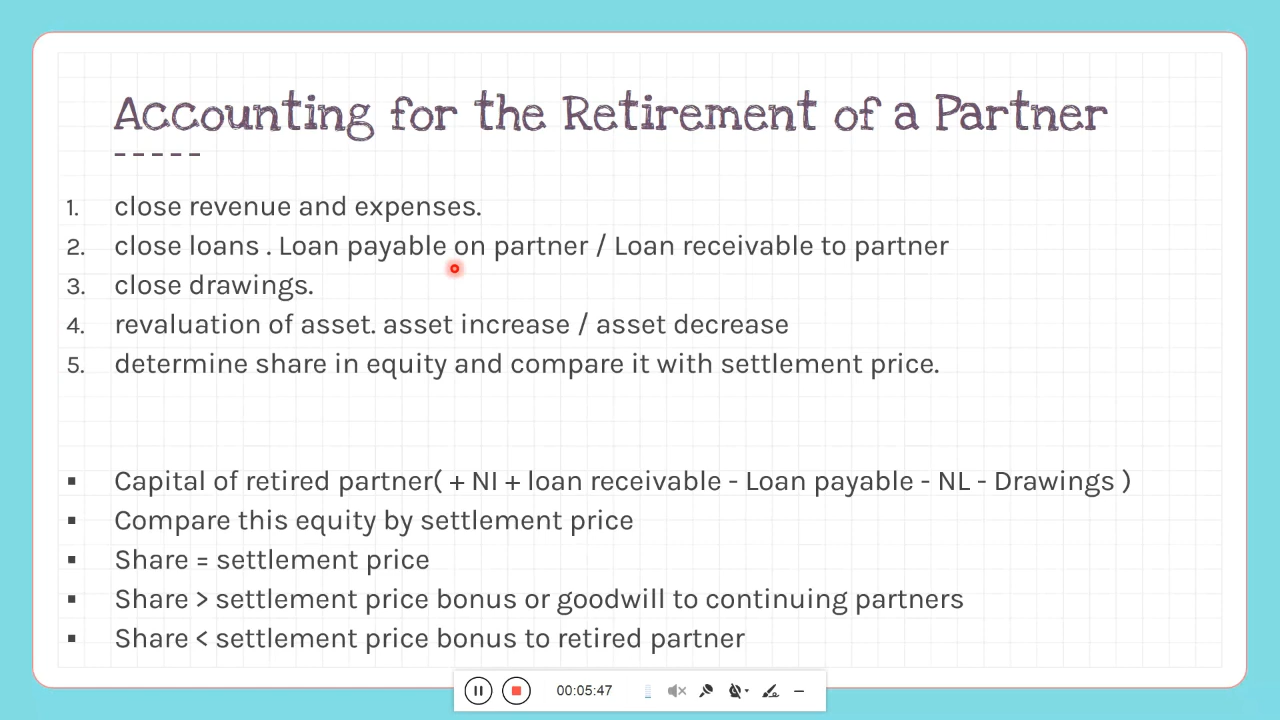 Accounting for the Retirement of a Partner
-----
1. close revenue and expenses.
2. close loans . Loan payable on partner / Loan receivable to partner
3. close drawings.
4. revaluation of asset. asset increase / asset decrease
5. determine share in equity and compare it with settlement price.
▪ Capital of retired partner( + NI + loan receivable - Loan payable - NL - Drawings )
▪ Compare this equity by settlement price
▪ Share = settlement price
▪ Share > settlement price bonus or goodwill to continuing partners
▪ Share < settlement price bonus to retired partner
00:05:47